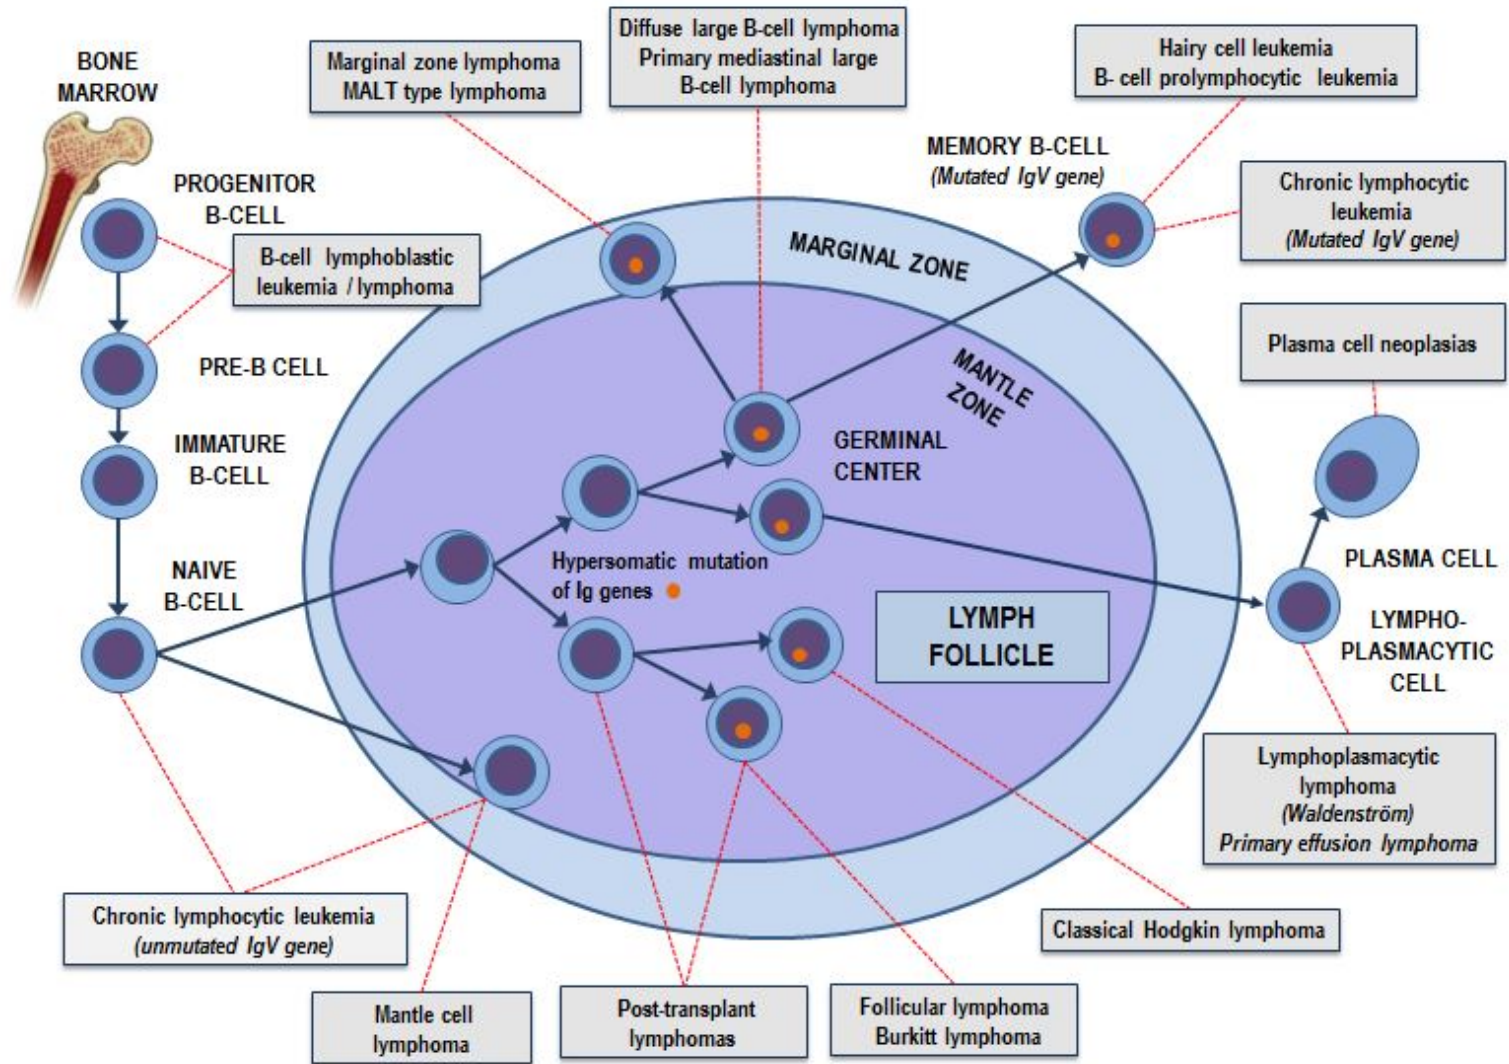 BONE
MARROW
Marginal zone lymphoma
MALT type lymphoma
Diffuse large B-cell lymphoma
Primary mediastinal large
B-cell lymphoma
Hairy cell leukemia
B- cell prolymphocytic leukemia
PROGENITOR
B-CELL
MEMORY B-CELL
(Mutated IgV gene)
Chronic lymphocytic
leukemia
(Mutated IgV gene)
B-cell lymphoblastic
leukemia / lymphoma
MARGINAL ZONE
PRE-B CELL
MANTLE
ZONE
Plasma cell neoplasias
IMMATURE
B-CELL
GERMINAL
CENTER
NAIVE
B-CELL
Hypersomatic mutation
of Ig genes
PLASMA CELL
LYMPH
FOLLICLE
LYMPHO-
PLASMACYTIC
CELL
Lymphoplasmacytic
lymphoma
(Waldenström)
Primary effusion lymphoma
Chronic lymphocytic leukemia
(unmutated IgV gene)
Classical Hodgkin lymphoma
Mantle cell
lymphoma
Post-transplant
lymphomas
Follicular lymphoma
Burkitt lymphoma